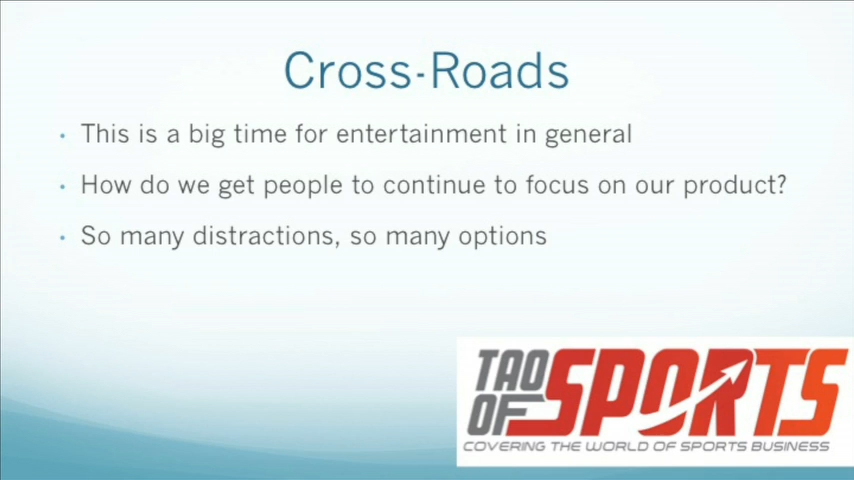 Cross-Roads
This is a big time for entertainment in general
How do we get people to continue to focus on our product?
So many distractions, so many options
TAO OF SPORTS
COVERING THE WORLD OF SPORTS BUSINESS